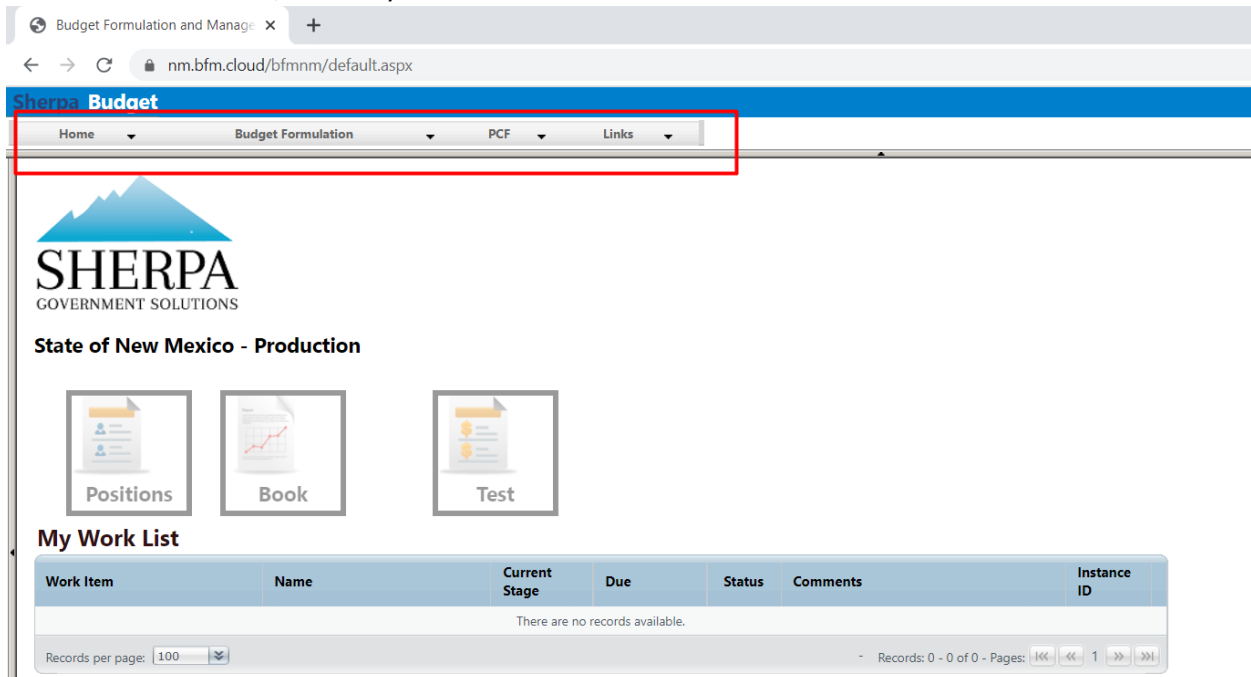 Budget Formulation and Manage
nm.bfm.cloud/bfmnm/default.aspx
Sherpa Budget
Home Budget Formulation PCF Links
SHERPA
GOVERNMENT SOLUTIONS
State of New Mexico - Production
Positions Book Test
My Work List
Work Item Name Current Stage Due Status Comments Instance ID
There are no records available.
Records per page: 100 - Records: 0 - 0 of 0 - Pages: 1